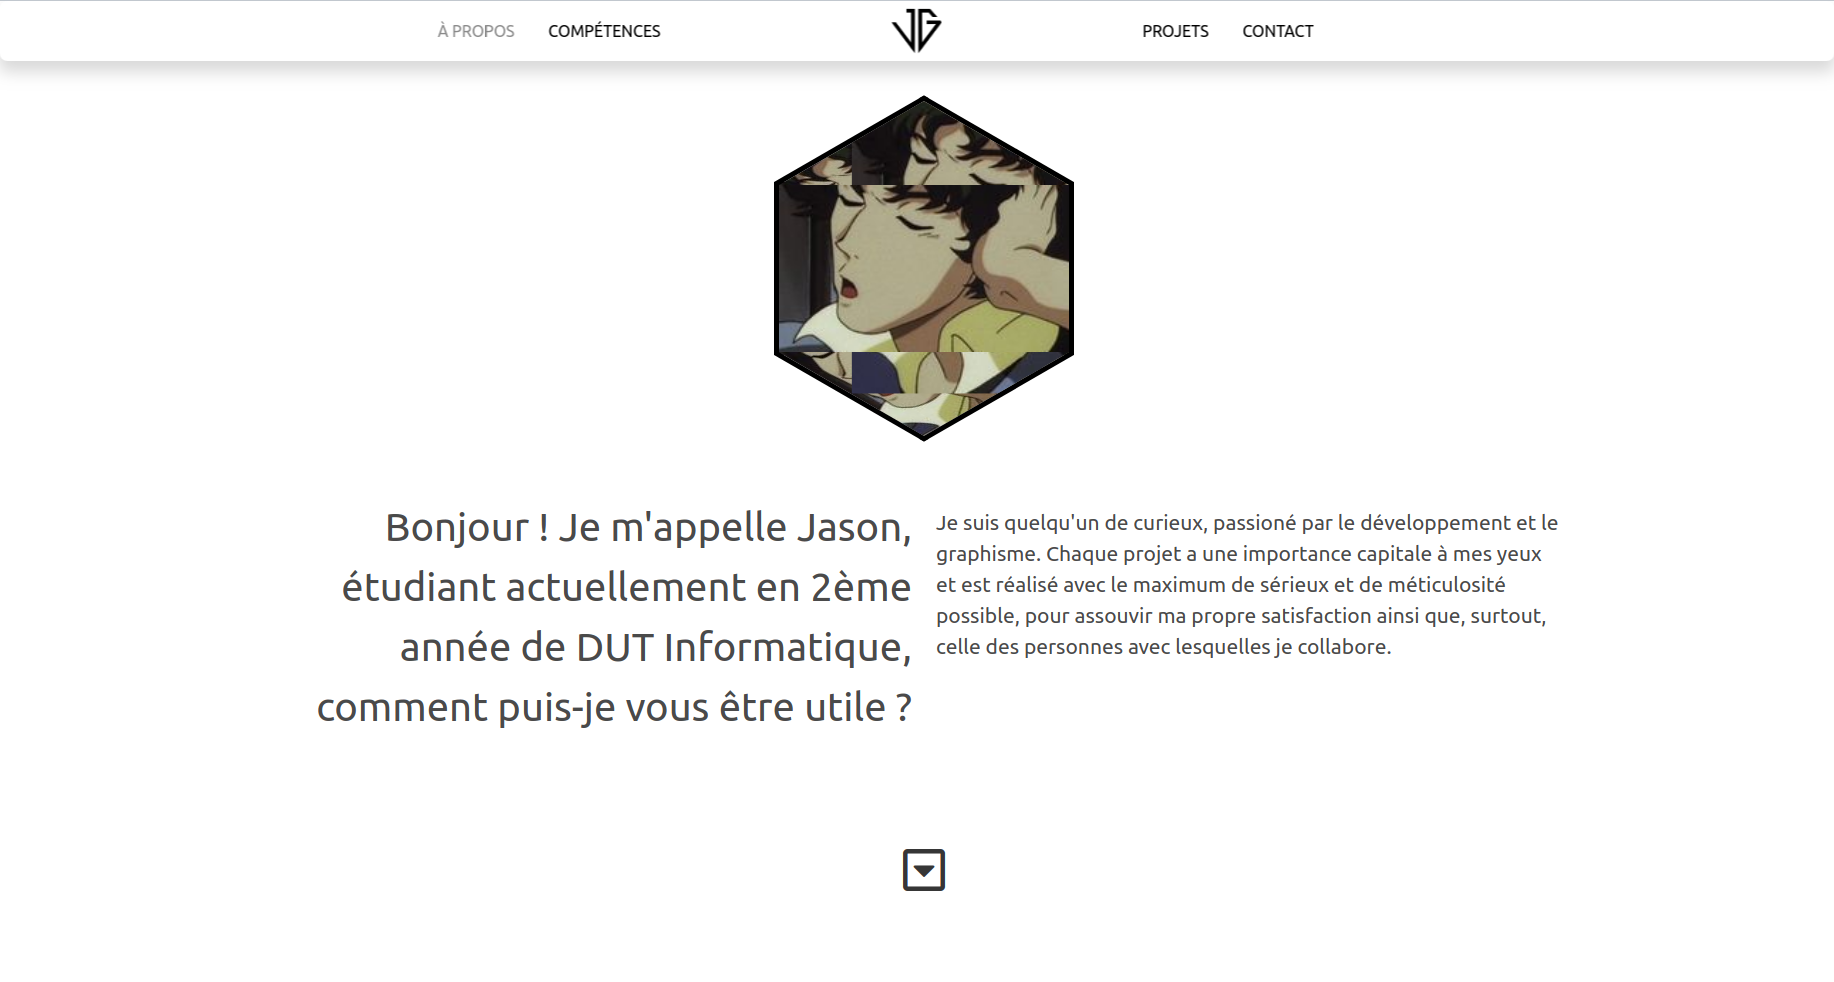 À PROPOS
COMPÉTENCES
JG
PROJETS
CONTACT
Bonjour ! Je m'appelle Jason,
étudiant actuellement en 2ème
année de DUT Informatique,
comment puis-je vous être utile ?
Je suis quelqu'un de curieux, passioné par le développement et le
graphisme. Chaque projet a une importance capitale à mes yeux
et est réalisé avec le maximum de sérieux et de méticulosité
possible, pour assouvir ma propre satisfaction ainsi que, surtout,
celle des personnes avec lesquelles je collabore.